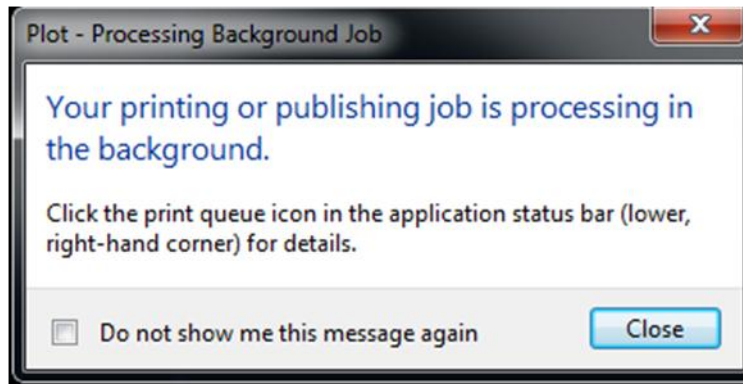 Plot - Processing Background Job
Your printing or publishing job is processing in
the background.
Click the print queue icon in the application status bar (lower,
right-hand corner) for details.
Do not show me this message again
Close